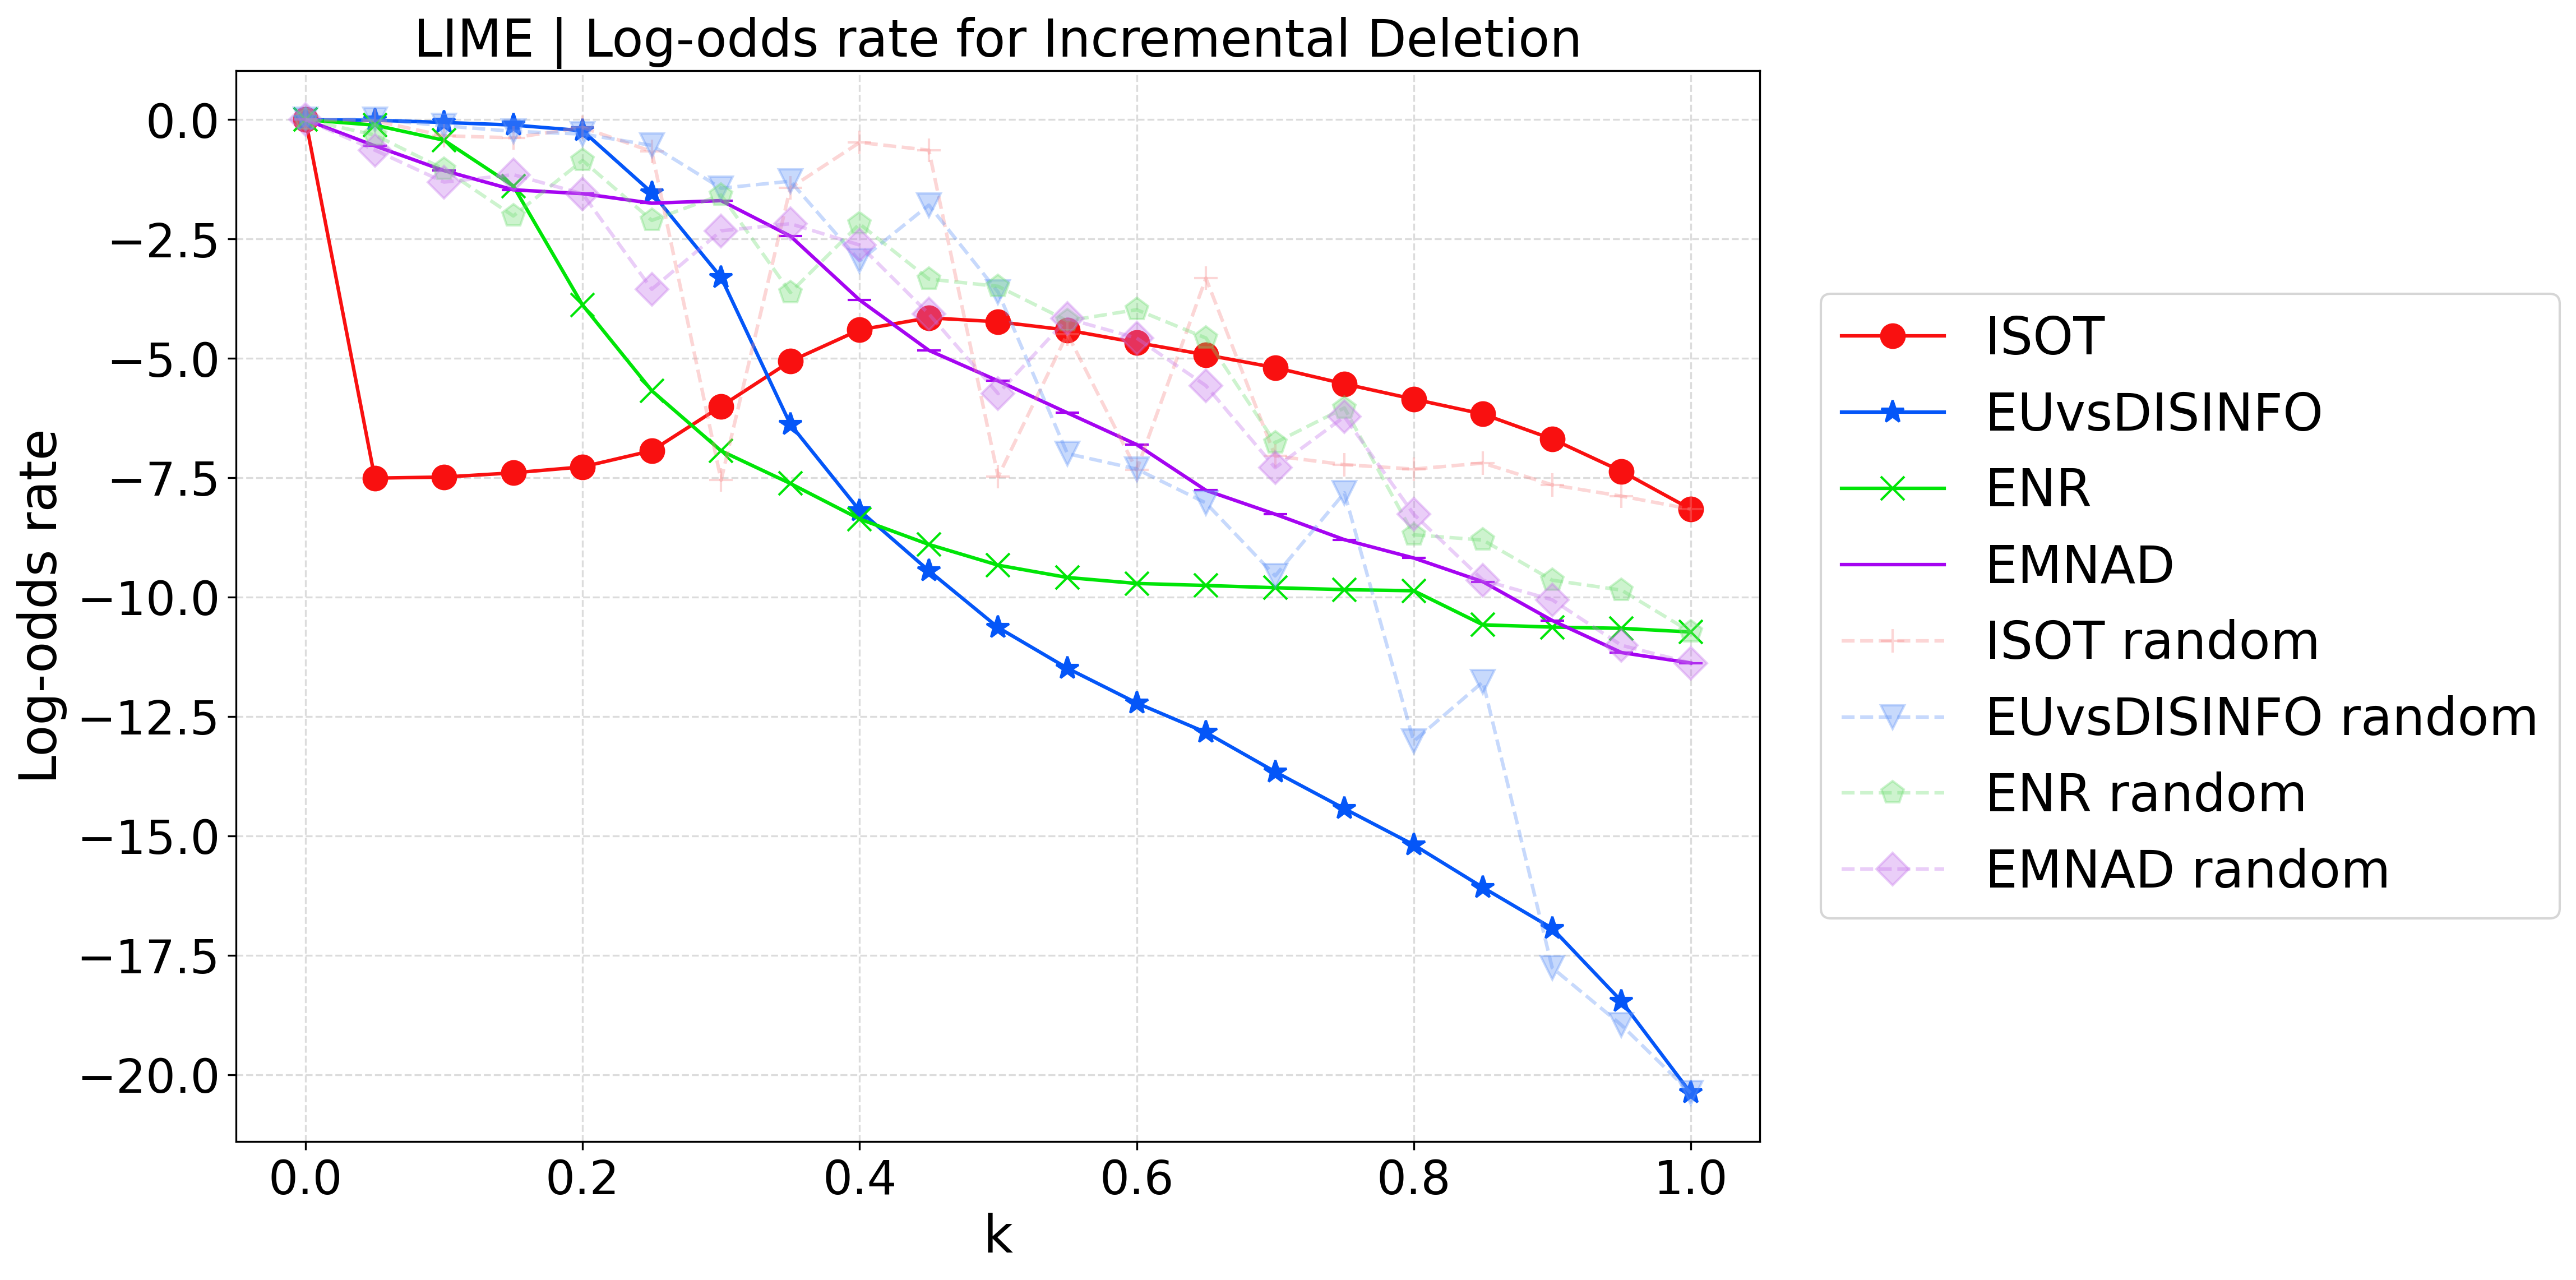 LIME | Log-odds rate for Incremental Deletion
Log-odds rate
0.0
−2.5
−5.0
−7.5
−10.0
−12.5
−15.0
−17.5
−20.0
0.0 0.2 0.4 0.6 0.8 1.0
k
ISOT
EUvsDISINFO
ENR
EMNAD
ISOT random
EUvsDISINFO random
ENR random
EMNAD random